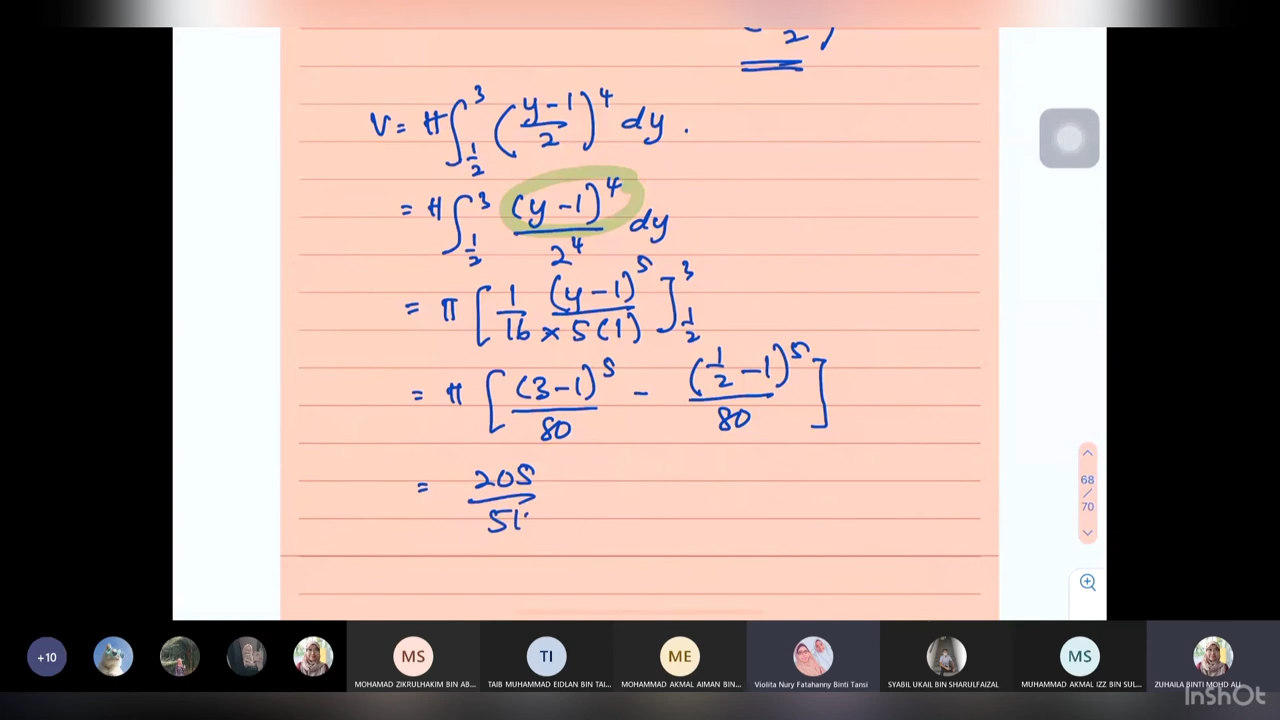 2
V = π∫_{1/2}^{3} ((y-1)/2)^4 dy.
= π∫_{1/2}^{3} (y-1)^4/2^4 dy
= π [1/16 × (y-1)^5/5(1)]_{1/2}^{3}
= π [(3-1)^5/80 - (1/2-1)^5/80]
= 205/51
68
/
70
+10
MS
TI
ME
MS
MOHAMAD ZIKRULHAKIM BIN AB...
TAIB MUHAMMAD EIDLAN BIN TAI...
MOHAMMAD AKMAL AIMAN BIN...
Violita Nury Fatahanny Binti Tansi
SYABIL UKAIL BIN SHARULFAIZAL
MUHAMMAD AKMAL IZZ BIN SUL...
ZUHAILA BINTI MOHD ALI
InShOt